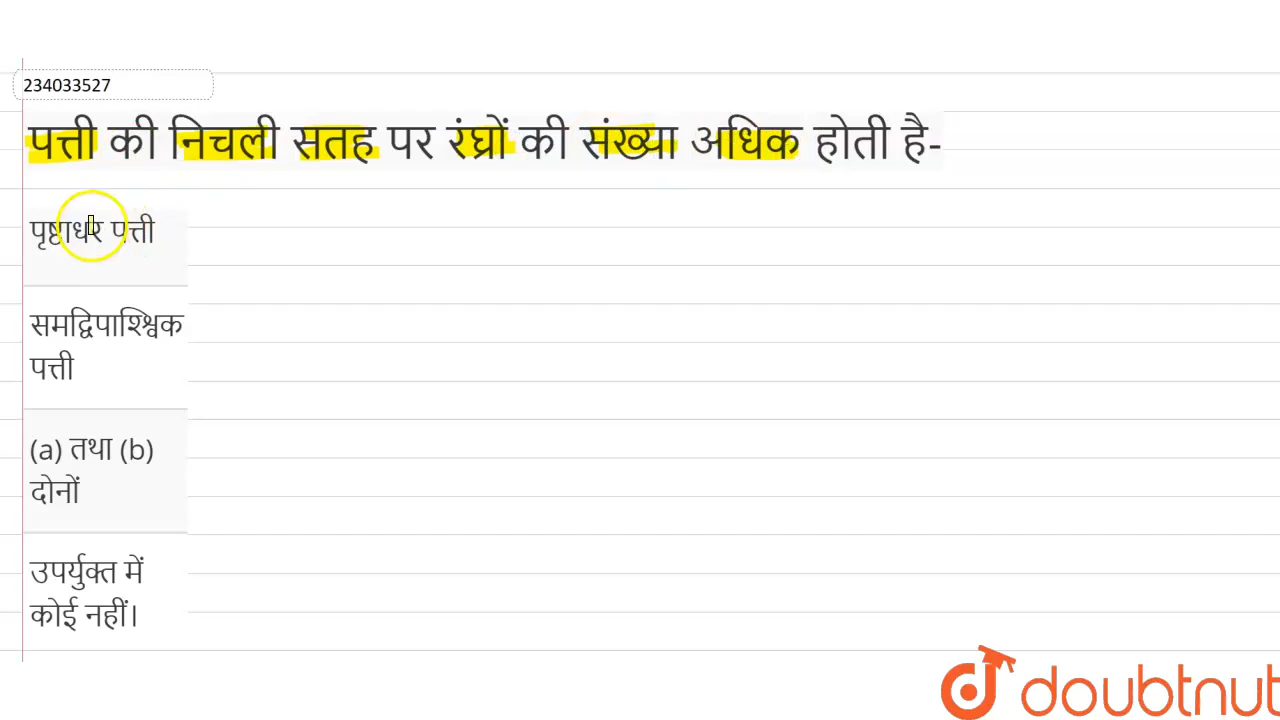 234033527
पत्ती की निचली सतह पर रंघ्रों की संख्या अधिक होती है-
पृष्ठाधर पत्ती
समद्विपाश्श्विक
पत्ती
(a) तथा (b)
दोनों
उपर्युक्त में
कोई नहीं।
doubtnut